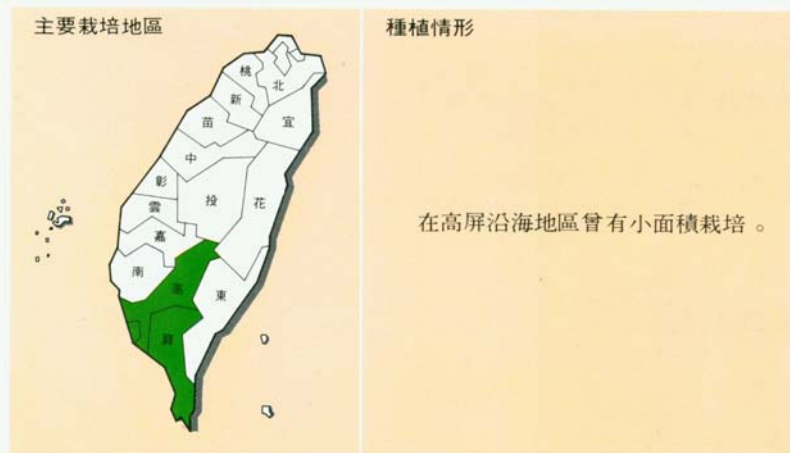 主要栽培地區
種植情形
桃
北
新
苗
宜
中
彰
投
花
雲
嘉
南
高
東
屏
在高屏沿海地區曾有小面積栽培。